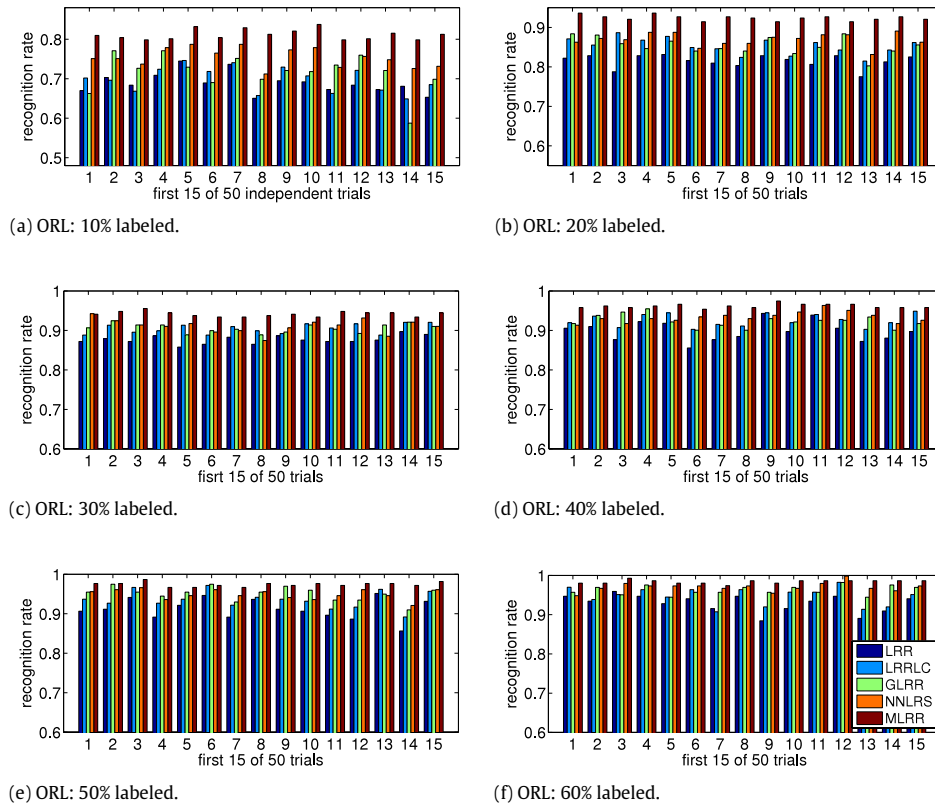 0.8
0.7
0.6
0.5
recognition rate
1 2 3 4 5 6 7 8 9 10 11 12 13 14 15
first 15 of 50 independent trials
(a) ORL: 10% labeled.
0.9
0.8
0.7
0.6
recognition rate
1 2 3 4 5 6 7 8 9 10 11 12 13 14 15
first 15 of 50 trials
(b) ORL: 20% labeled.
1
0.9
0.8
0.7
0.6
recognition rate
1 2 3 4 5 6 7 8 9 10 11 12 13 14 15
fisrt 15 of 50 trials
(c) ORL: 30% labeled.
1
0.9
0.8
0.7
0.6
recognition rate
1 2 3 4 5 6 7 8 9 10 11 12 13 14 15
first 15 of 50 trials
(d) ORL: 40% labeled.
1
0.9
0.8
0.7
0.6
recognition rate
1 2 3 4 5 6 7 8 9 10 11 12 13 14 15
first 15 of 50 trials
(e) ORL: 50% labeled.
1
0.9
0.8
0.7
0.6
recognition rate
LRR
LRRLC
GLRR
NNLRS
MLRR
1 2 3 4 5 6 7 8 9 10 11 12 13 14 15
first 15 of 50 trials
(f) ORL: 60% labeled.